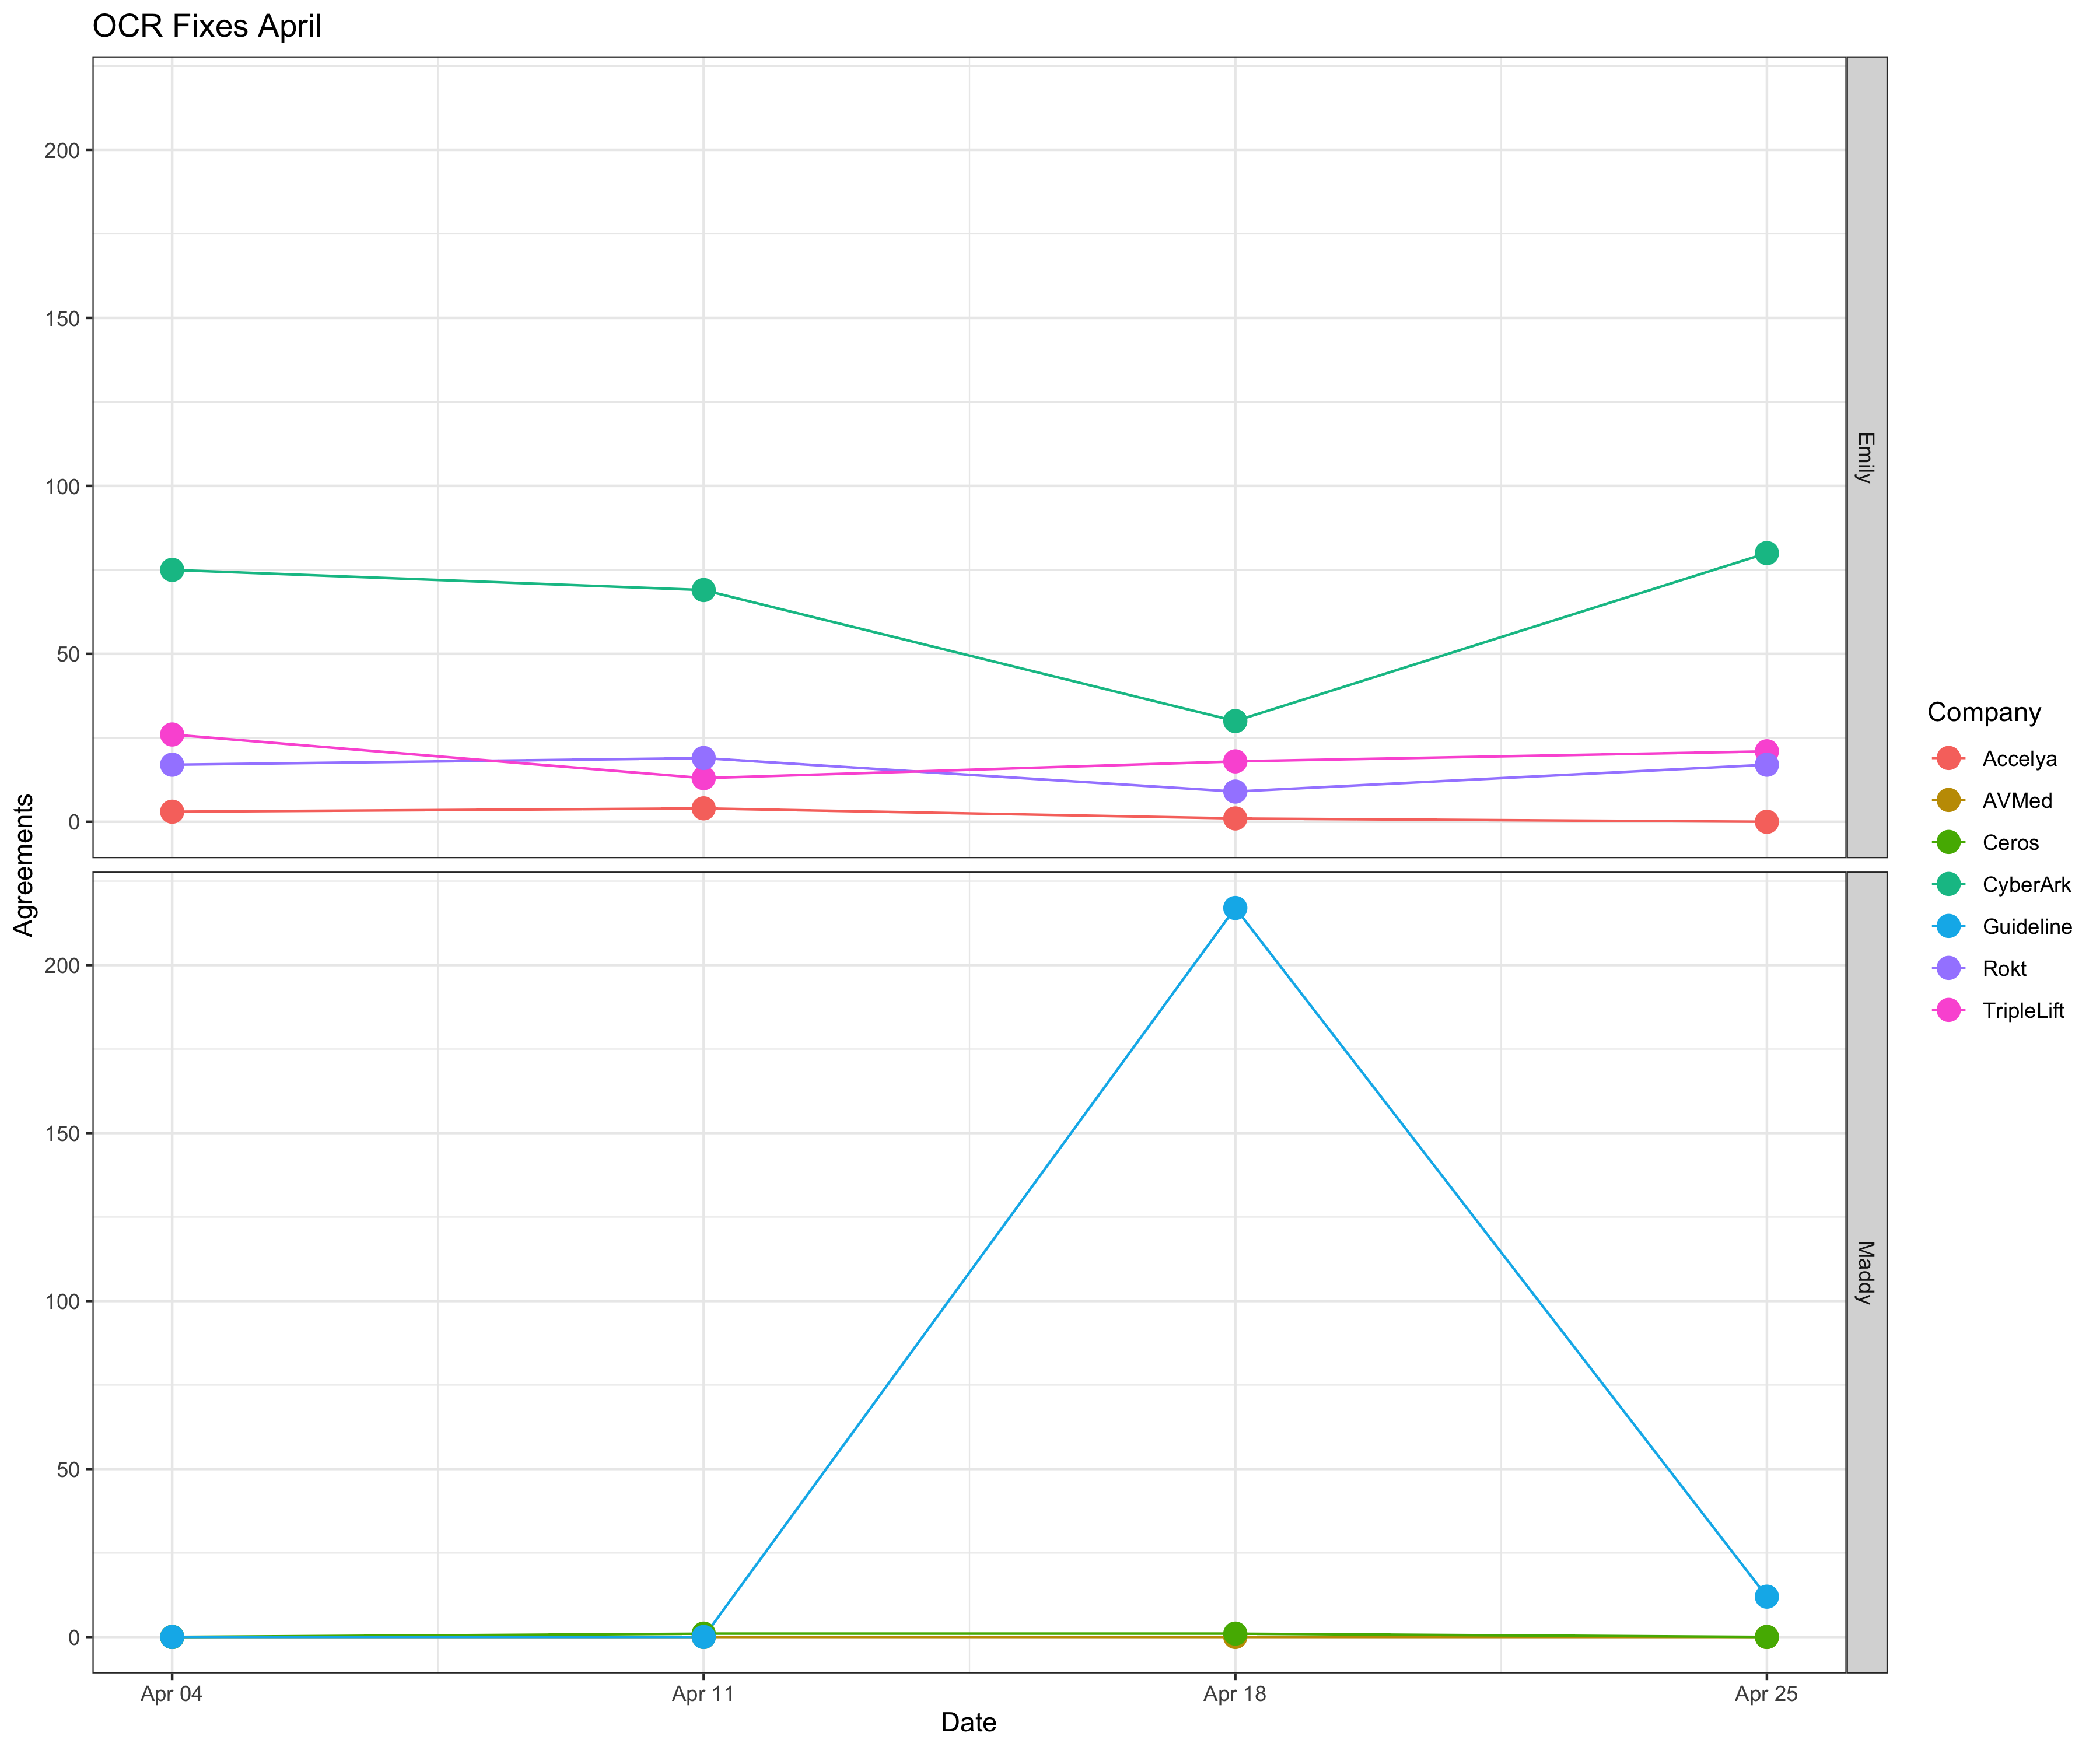 OCR Fixes April
Agreements
200
150
100
50
0
Emily
200
150
100
50
0
Maddy
Apr 04
Apr 11
Apr 18
Apr 25
Date
Company
Accelya
AVMed
Ceros
CyberArk
Guideline
Rokt
TripleLift